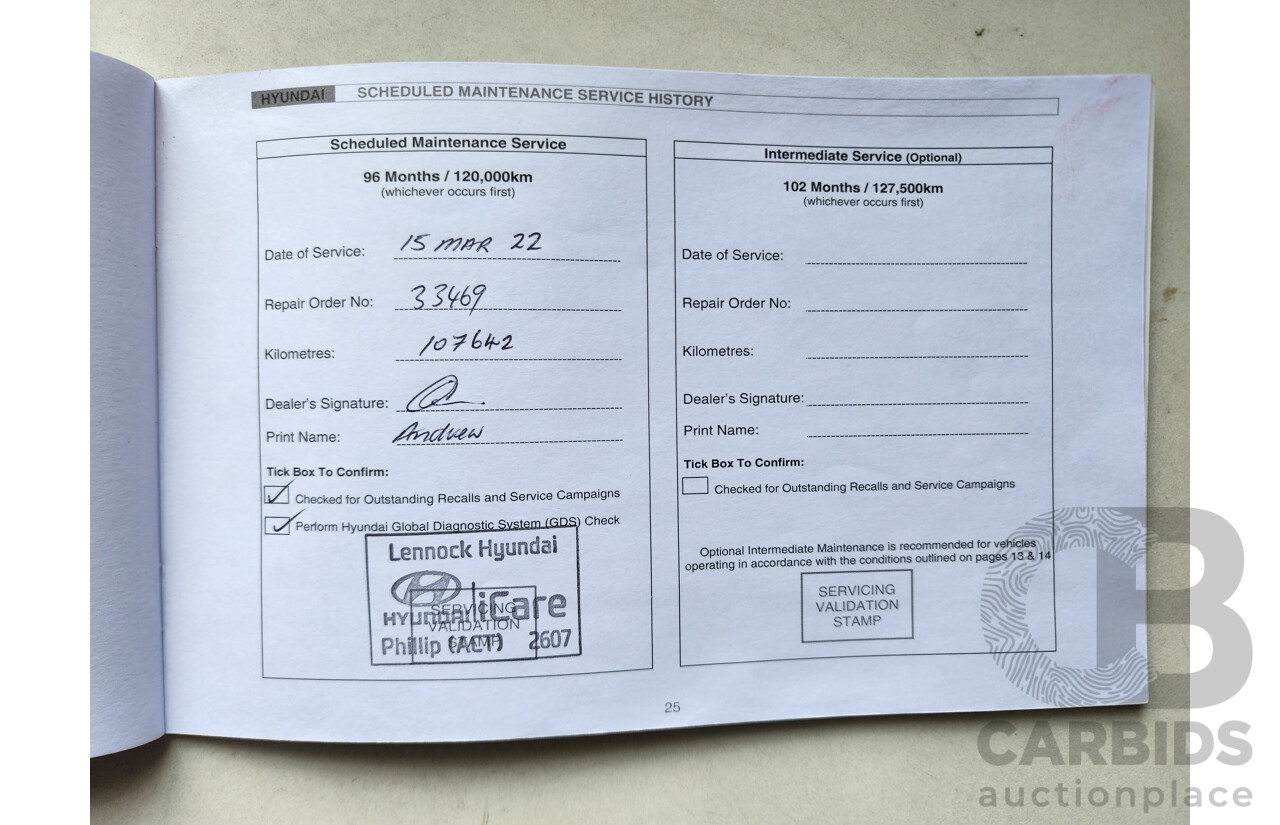 HYUNDAI SCHEDULED MAINTENANCE SERVICE HISTORY
Scheduled Maintenance Service
96 Months / 120,000km
(whichever occurs first)
Date of Service: 15 MAR 22
Repair Order No: 33469
Kilometres: 107642
Dealer's Signature:
Print Name: Andrew
Tick Box To Confirm:
Checked for Outstanding Recalls and Service Campaigns
Perform Hyundai Global Diagnostic System (GDS) Check
Lennock Hyundai
HYUNDAI iCare
Phillip (ACT) 2607
SERVICING
VALIDATION
STAMP
Intermediate Service (Optional)
102 Months / 127,500km
(whichever occurs first)
Date of Service:
Repair Order No:
Kilometres:
Dealer's Signature:
Print Name:
Tick Box To Confirm:
Checked for Outstanding Recalls and Service Campaigns
Optional Intermediate Maintenance is recommended for vehicles
operating in accordance with the conditions outlined on pages 13 & 14
SERVICING
VALIDATION
STAMP
25
CB
CARBIDS
auctionplace